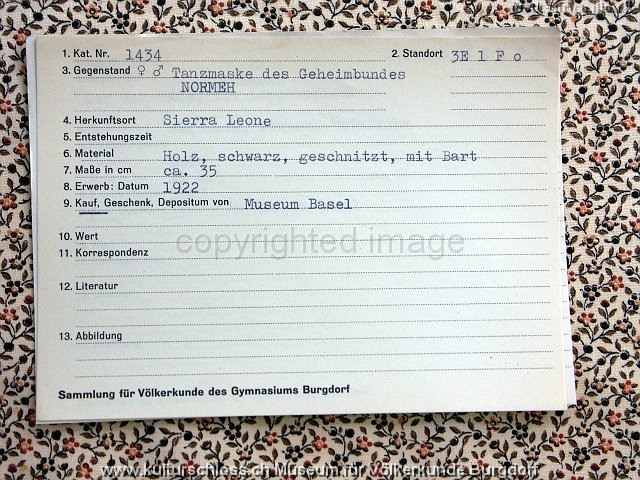 1. Kat. Nr. 1434 2. Standort 3E 1 F o
3. Gegenstand ♀ ♂ Tanzmaske des Geheimbundes
NORMEH
4. Herkunftsort Sierra Leone
5. Entstehungszeit
6. Material Holz, schwarz, geschnitzt, mit Bart
7. Maße in cm ca. 35
8. Erwerb: Datum 1922
9. Kauf, Geschenk, Depositum von Museum Basel
10. Wert
copyrighted image
11. Korrespondenz
12. Literatur
13. Abbildung
Sammlung für Völkerkunde des Gymnasiums Burgdorf
www.kulturschloss.ch Museum für Völkerkunde Burgdorf